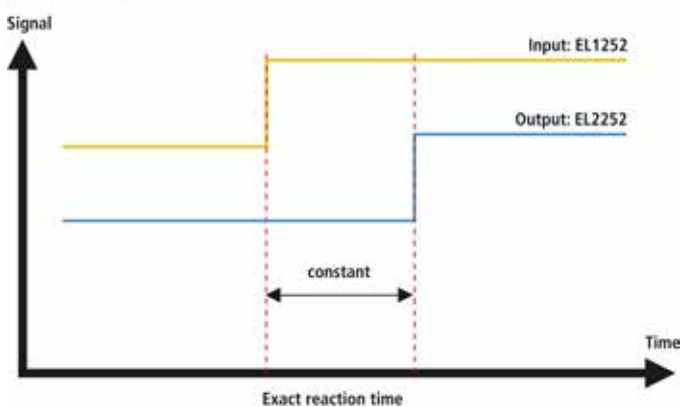 Signal
Input: EL1252
Output: EL2252
constant
Time
Exact reaction time